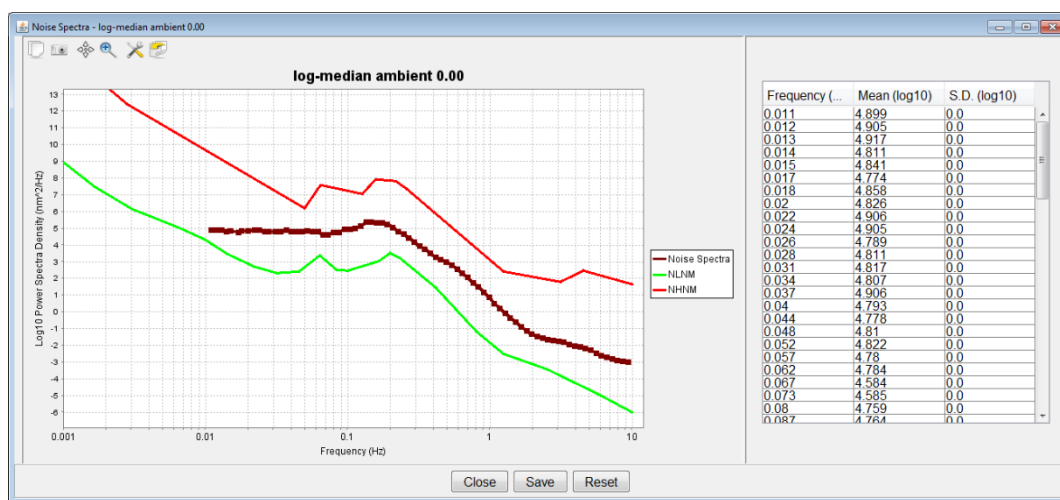 Noise Spectra - log-median ambient 0.00
log-median ambient 0.00
13
12
11
10
9
8
7
6
5
4
3
2
1
0
-1
-2
-3
-4
-5
-6
Log10 Power Spectra Density (nm^2/Hz)
0.001 0.01 0.1 1 10
Frequency (Hz)
Noise Spectra
NLNM
NHNM
Frequency (... Mean (log10) S.D. (log10)
0.011 4.899 0.0
0.012 4.905 0.0
0.013 4.917 0.0
0.014 4.811 0.0
0.015 4.841 0.0
0.017 4.774 0.0
0.018 4.858 0.0
0.02 4.826 0.0
0.022 4.906 0.0
0.024 4.905 0.0
0.026 4.789 0.0
0.028 4.811 0.0
0.031 4.817 0.0
0.034 4.807 0.0
0.037 4.906 0.0
0.04 4.793 0.0
0.044 4.778 0.0
0.048 4.81 0.0
0.052 4.822 0.0
0.057 4.78 0.0
0.062 4.784 0.0
0.067 4.584 0.0
0.073 4.585 0.0
0.08 4.759 0.0
0.087 4.764 0.0
Close Save Reset